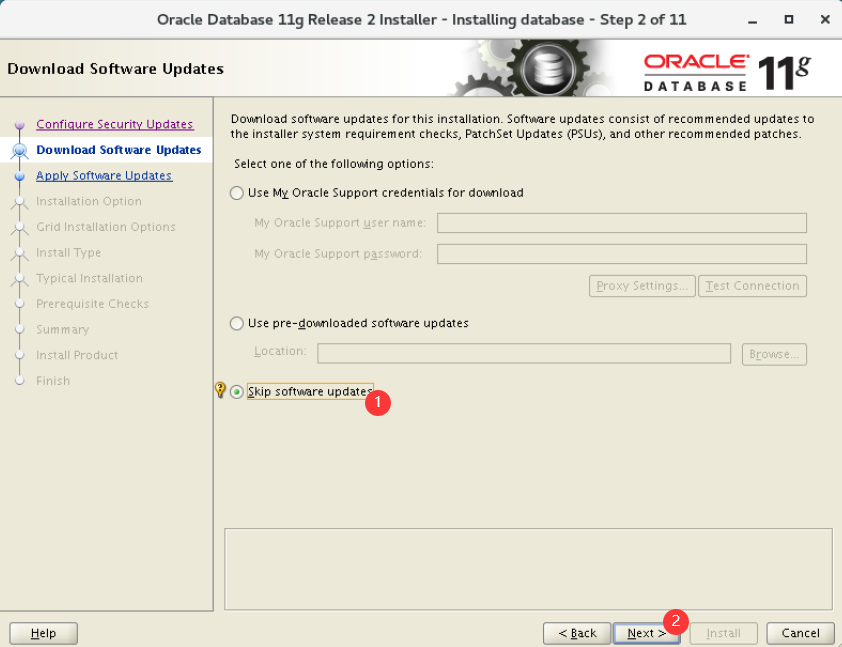 Oracle Database 11g Release 2 Installer - Installing database - Step 2 of 11
Download Software Updates
ORACLE
DATABASE
11g
Configure Security Updates
Download Software Updates
Apply Software Updates
Installation Option
Grid Installation Options
Install Type
Typical Installation
Prerequisite Checks
Summary
Install Product
Finish
Download software updates for this installation. Software updates consist of recommended updates to
the installer system requirement checks, PatchSet Updates (PSUs), and other recommended patches.
Select one of the following options:
Use My Oracle Support credentials for download
My Oracle Support user name:
My Oracle Support password:
Proxy Settings... Test Connection
Use pre-downloaded software updates
Location: Browse...
Skip software updates
1
2
Help < Back Next > Install Cancel